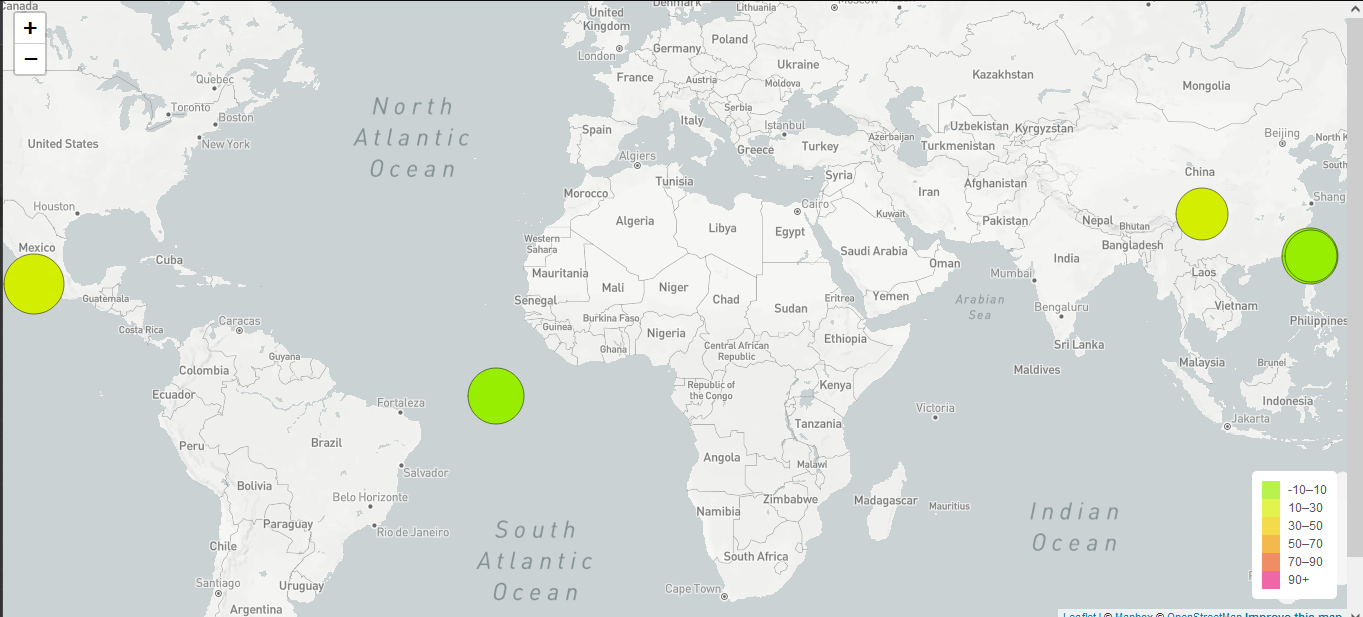 Canada
+
−
United
Kingdom
Denmark
Lithuania
Moscow
London
Germany
Poland
Ukraine
Kazakhstan
Mongolia
France
Austria
Moldova
Quebec
Toronto
Boston
Serbia
Italy
Istanbul
Azerbaijan
Uzbekistan
Kyrgyzstan
Beijing
North K
United States
New York
Spain
Greece
Turkey
Turkmenistan
South
North
Atlantic
Ocean
Algiers
Tunisia
Syria
Iran
Afghanistan
China
Morocco
Cairo
Kuwait
Pakistan
Nepal
Bhutan
Shang
Houston
Algeria
Libya
Egypt
Bangladesh
Mexico
Western
Sahara
Saudi Arabia
Oman
India
Cuba
Mauritania
Mali
Niger
Chad
Sudan
Eritrea
Yemen
Mumbai
Laos
Guatemala
Senegal
Arabian
Sea
Bengaluru
Vietnam
Costa Rica
Caracas
Guinea
Burkina Faso
Ghana
Nigeria
Central African
Republic
Ethiopia
Sri Lanka
Philippines
Guyana
Colombia
Maldives
Malaysia
Brunei
Ecuador
Republic of
the Congo
Kenya
Indonesia
Fortaleza
Victoria
Jakarta
Tanzania
Peru
Brazil
Angola
Malawi
Salvador
Bolivia
Belo Horizonte
Namibia
Zimbabwe
Madagascar
Mauritius
Paraguay
Rio de Janeiro
Indian
Ocean
Chile
South
Atlantic
Ocean
South Africa
Santiago
Uruguay
Cape Town
Argentina
-10–10
10–30
30–50
50–70
70–90
90+
Leaflet | © Mapbox © OpenStreetMap Improve this map